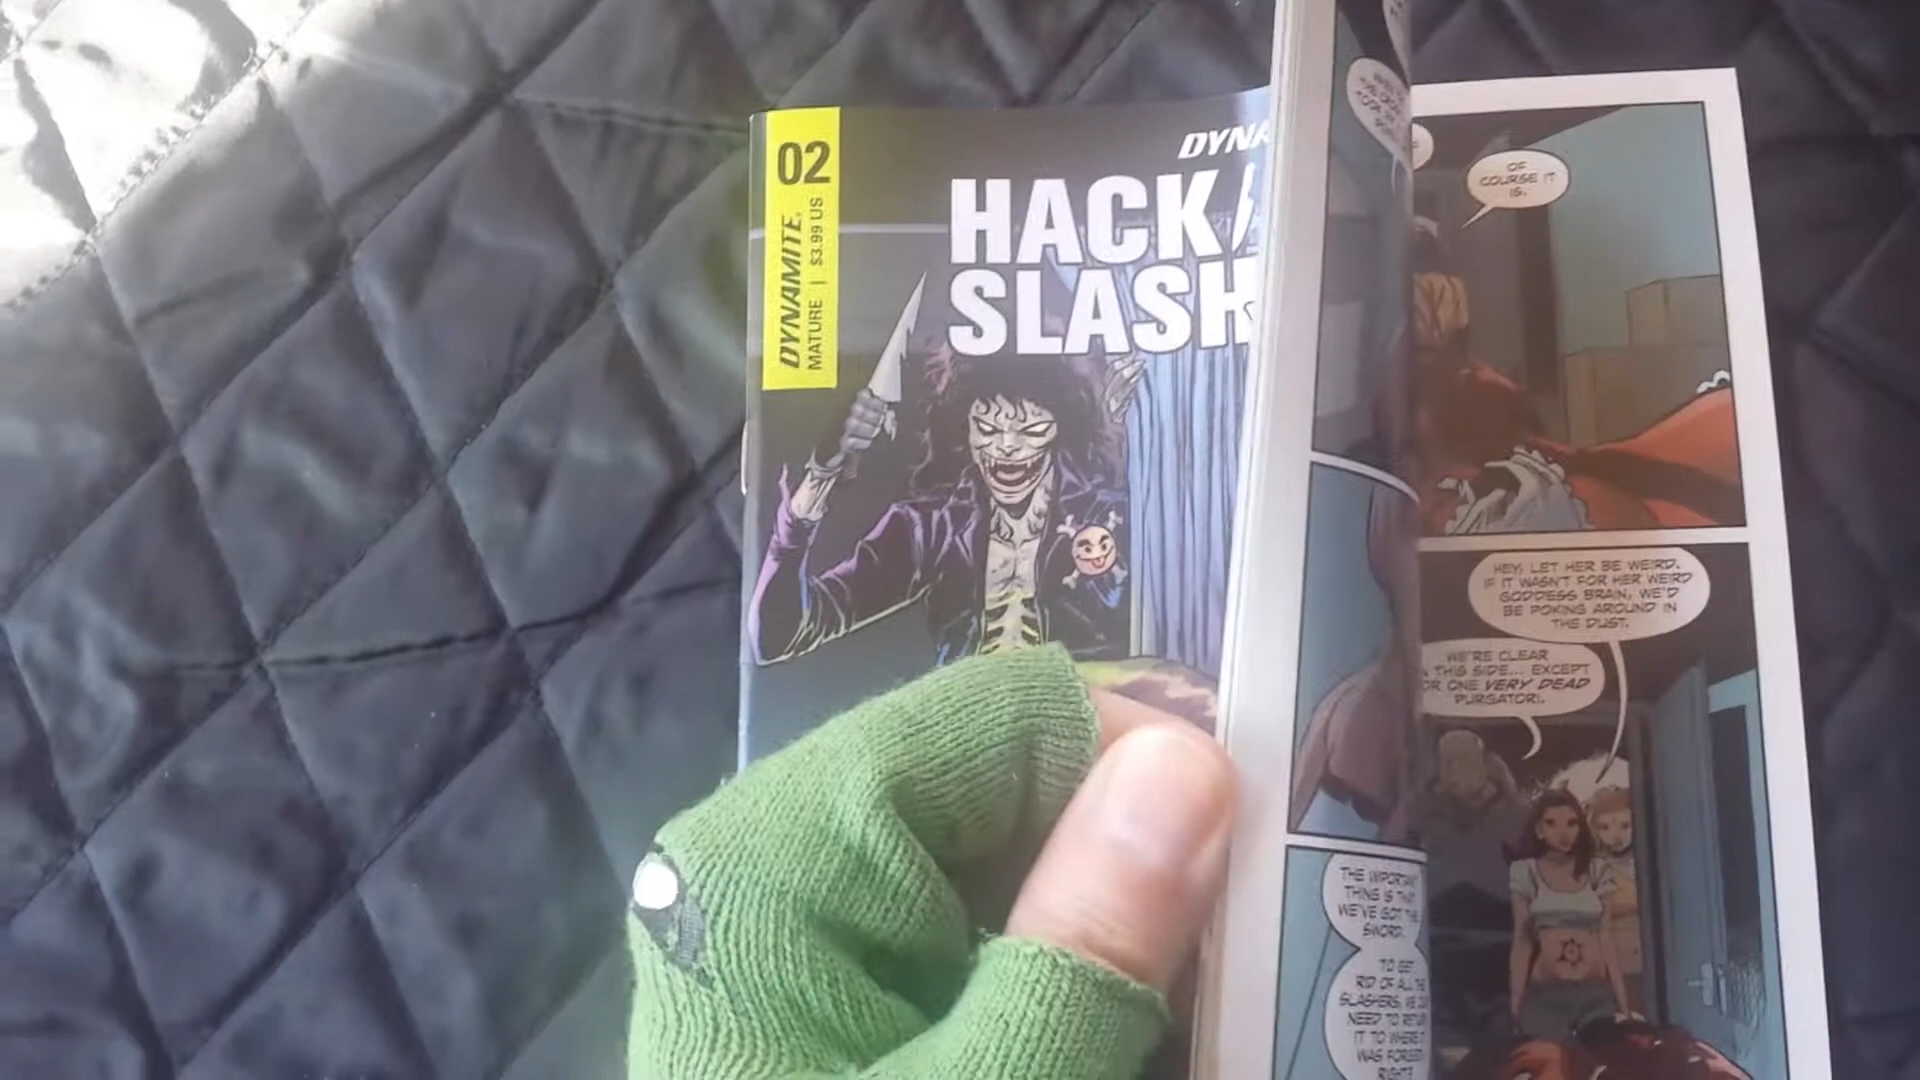 02
DYNAMITE.
MATURE | $3.99 US
DYNA
HACK/
SLASH
OF
COURSE IT
IS.
HEY, LET HER BE WEIRD.
IF IT WASN'T FOR HER WEIRD
GODDESS BRAIN, WE'D
BE POKING AROUND IN
THE DUST.
WE'RE CLEAR
THIS SIDE... EXCEPT
OR ONE VERY DEAD
PURGATORI.
THE IMPORTANT
THING IS THAT
WE'VE GOT THE
SWORD.
TO GET
RID OF ALL THE
SLASHERS, WE
NEED TO RETURN
IT TO WHERE IT
WAS FORGED
RIGHT?